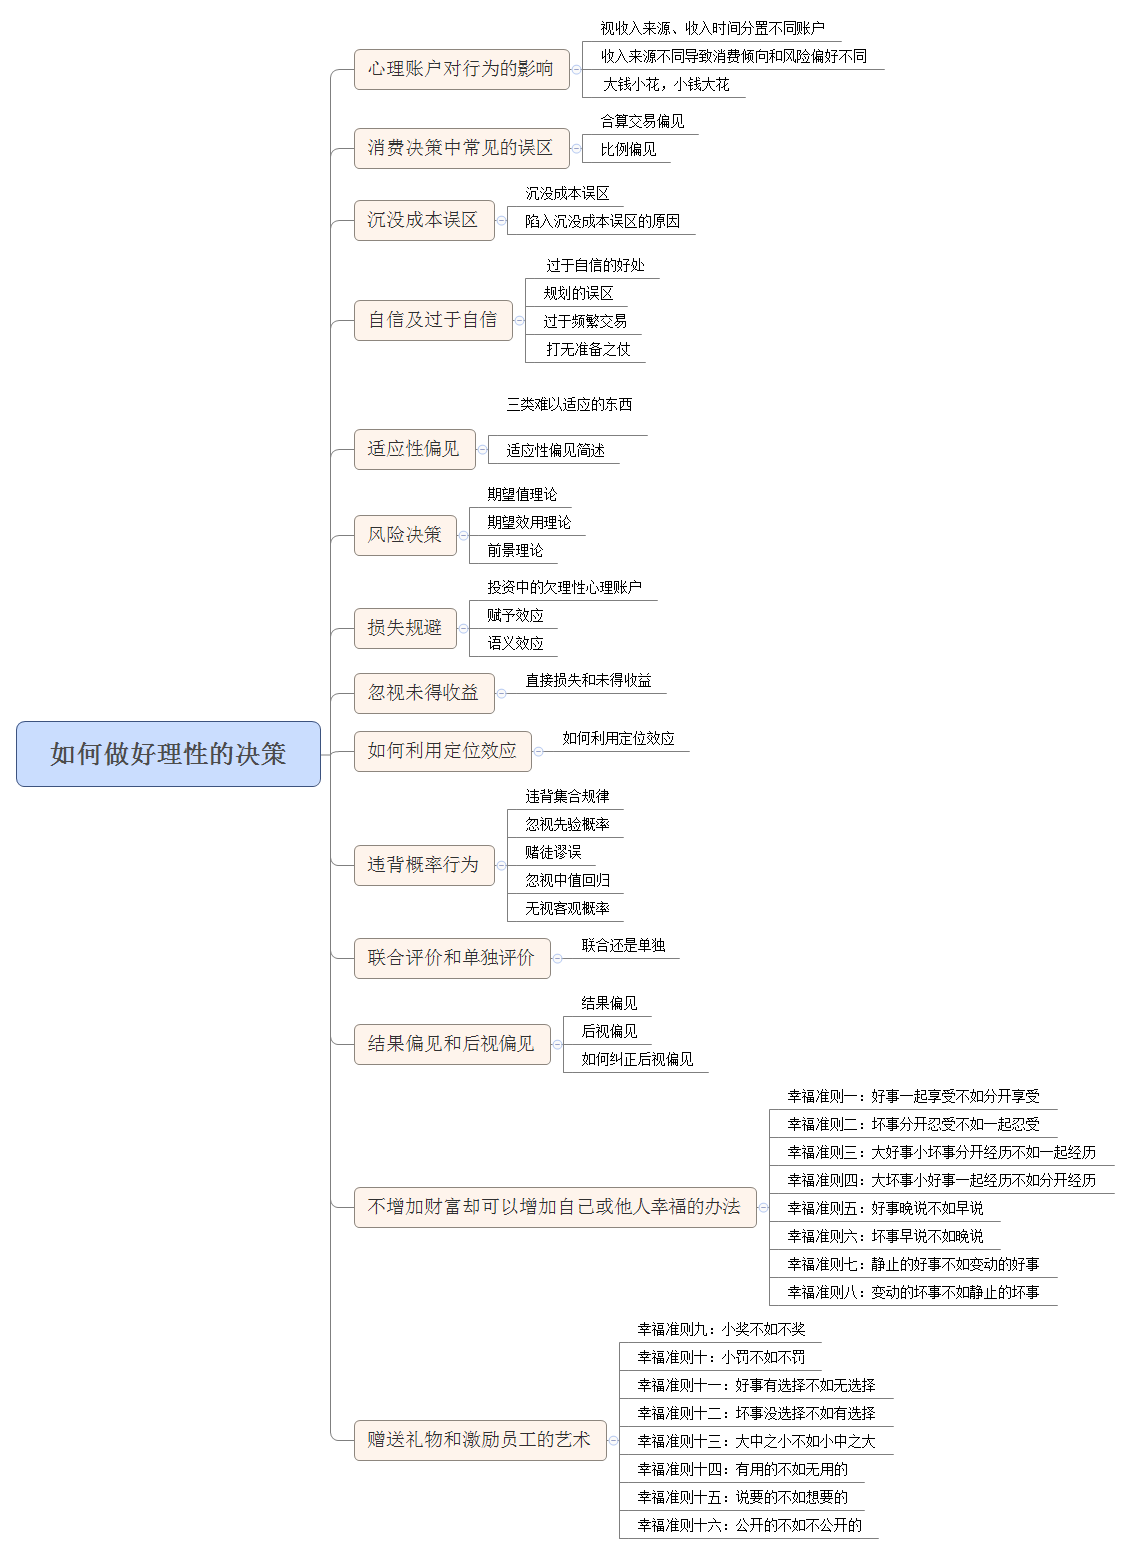 如何做好理性的决策
心理账户对行为的影响
视收入来源、收入时间分置不同账户
收入来源不同导致消费倾向和风险偏好不同
大钱小花，小钱大花
消费决策中常见的误区
合算交易偏见
比例偏见
沉没成本误区
沉没成本误区
陷入沉没成本误区的原因
自信及过于自信
过于自信的好处
规划的误区
过于频繁交易
打无准备之仗
适应性偏见
三类难以适应的东西
适应性偏见简述
风险决策
期望值理论
期望效用理论
前景理论
损失规避
投资中的欠理性心理账户
赋予效应
语义效应
忽视未得收益
直接损失和未得收益
如何利用定位效应
如何利用定位效应
违背概率行为
违背集合规律
忽视先验概率
赌徒谬误
忽视中值回归
无视客观概率
联合评价和单独评价
联合还是单独
结果偏见和后视偏见
结果偏见
后视偏见
如何纠正后视偏见
不增加财富却可以增加自己或他人幸福的办法
幸福准则一：好事一起享受不如分开享受
幸福准则二：坏事分开忍受不如一起忍受
幸福准则三：大好事小坏事分开经历不如一起经历
幸福准则四：大坏事小好事一起经历不如分开经历
幸福准则五：好事晚说不如早说
幸福准则六：坏事早说不如晚说
幸福准则七：静止的好事不如变动的好事
幸福准则八：变动的坏事不如静止的坏事
赠送礼物和激励员工的艺术
幸福准则九：小奖不如不奖
幸福准则十：小罚不如不罚
幸福准则十一：好事有选择不如无选择
幸福准则十二：坏事没选择不如有选择
幸福准则十三：大中之小不如小中之大
幸福准则十四：有用的不如无用的
幸福准则十五：说要的不如想要的
幸福准则十六：公开的不如不公开的